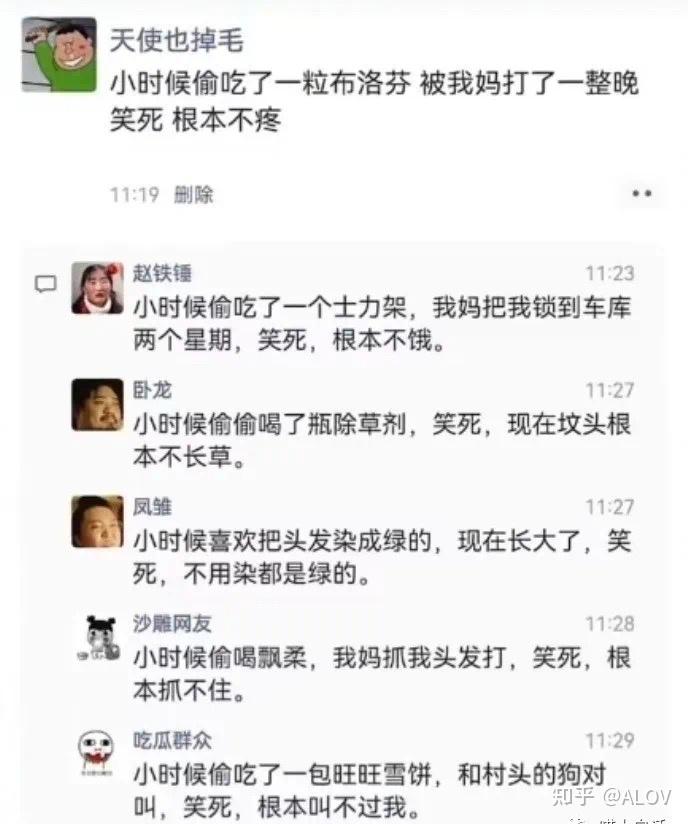 天使也掉毛
小时候偷吃了一粒布洛芬 被我妈打了一整晚
笑死 根本不疼
11:19 删除
赵铁锤 11:23
小时候偷吃了一个士力架，我妈把我锁到车库
两个星期，笑死，根本不饿。
卧龙 11:27
小时候偷偷喝了瓶除草剂，笑死，现在坟头根
本不长草。
凤雏 11:27
小时候喜欢把头发染成绿的，现在长大了，笑
死，不用染都是绿的。
沙雕网友 11:28
小时候偷喝飘柔，我妈抓我头发打，笑死，根
本抓不住。
吃瓜群众 11:29
小时候偷吃了一包旺旺雪饼，和村头的狗对
叫，笑死，根本叫不过我。
知乎 @ALOV